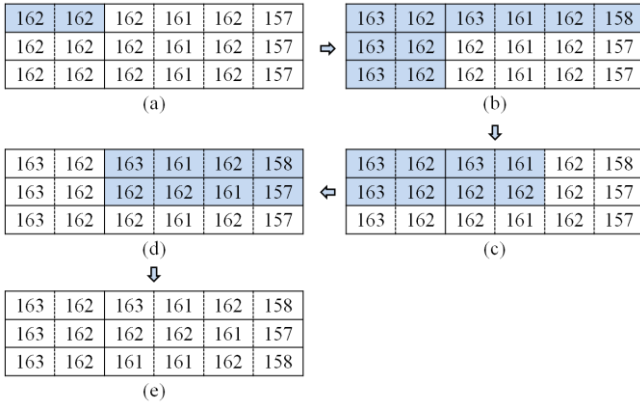 162 162 162 161 162 157
162 162 162 161 162 157
162 162 162 161 162 157
(a)
163 162 163 161 162 158
163 162 162 161 162 157
163 162 162 161 162 157
(b)
163 162 163 161 162 158
163 162 162 162 162 157
163 162 162 161 162 157
(c)
163 162 163 161 162 158
163 162 162 162 161 157
163 162 162 161 162 157
(d)
163 162 163 161 162 158
163 162 162 162 161 157
163 162 161 161 162 158
(e)